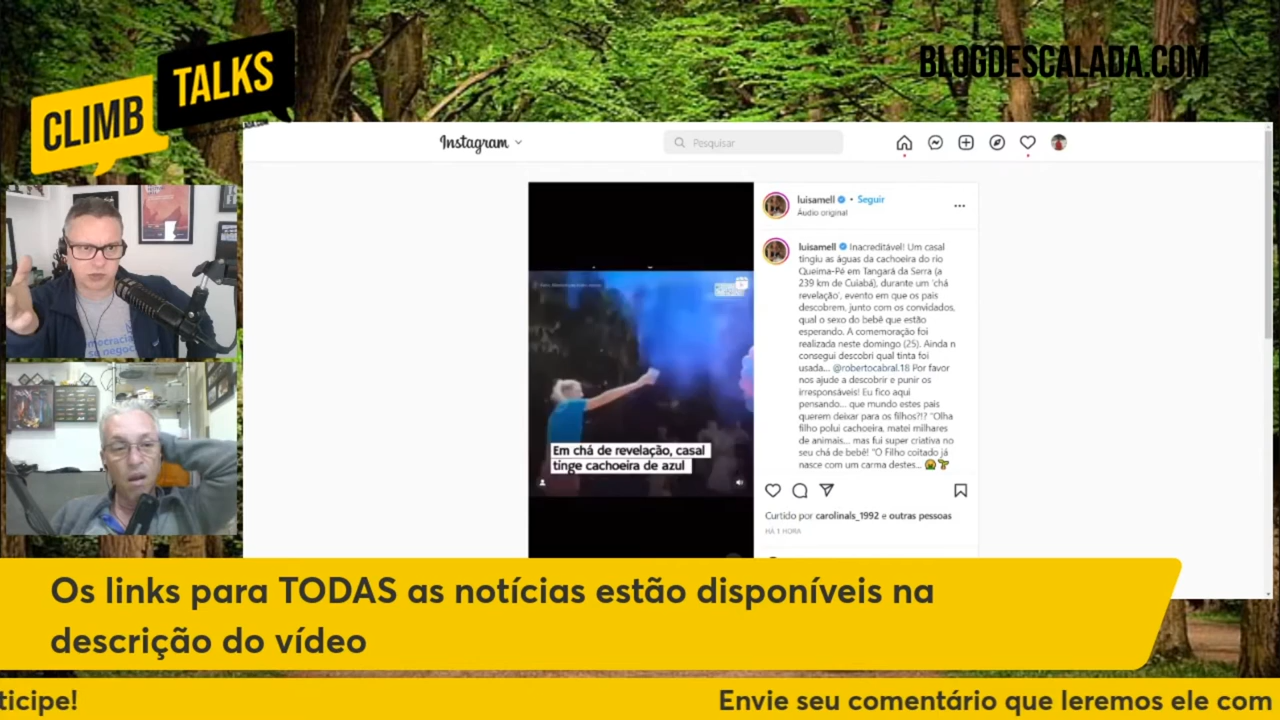 CLIMB TALKS
BLOGDESCALADA.COM
Instagram
Pesquisar
luisamell • Seguir
Áudio original
luisamell Inacreditável! Um casal
tingiu as águas da cachoeira do rio
Queima-Pé em Tangará da Serra (a
239 km de Cuiabá), durante um 'chá
revelação', evento em que os pais
descobrem, junto com os convidados,
qual o sexo do bebê que estão
esperando. A comemoração foi
realizada neste domingo (25). Ainda n
consegui descobri qual tinta foi
usada... @robertocabral.18 Por favor
nos ajude a descobrir e punir os
irresponsáveis! Eu fico aqui
pensando... que mundo estes pais
querem deixar para os filhos?!? "Olha
filho polui cachoeira, matei milhares
de animais... mas fui super criativa no
seu chá de bebê! "O Filho coitado já
nasce com um carma destes...
Em chá de revelação, casal
tinge cachoeira de azul
Curtido por carolinals_1992 e outras pessoas
HÁ 1 HORA
Os links para TODAS as notícias estão disponíveis na
descrição do vídeo
ticipe!
Envie seu comentário que leremos ele com